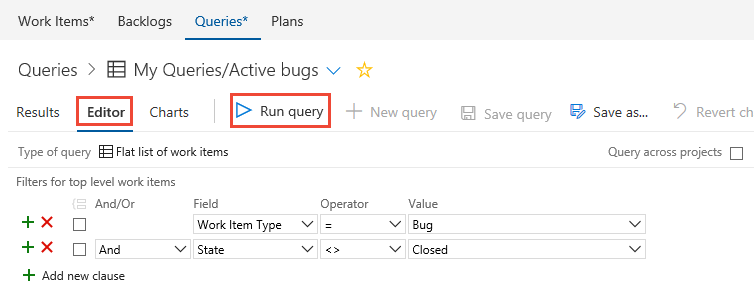 Work Items* Backlogs Queries* Plans
Queries > My Queries/Active bugs
Results Editor Charts Run query New query Save query Save as... Revert ch
Type of query Flat list of work items Query across projects
Filters for top level work items
And/Or Field Operator Value
Work Item Type = Bug
And State <> Closed
Add new clause